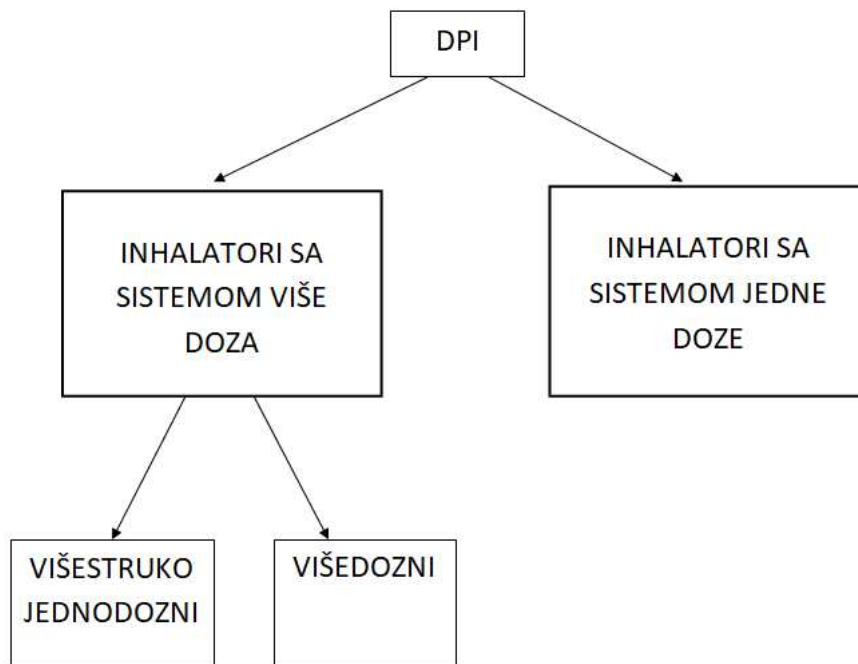 DPI
INHALATORI SA
SISTEMOM VIŠE
DOZA
INHALATORI SA
SISTEMOM JEDNE
DOZE
VIŠESTRUKO
JEDNODOZNI
VIŠEDOZNI